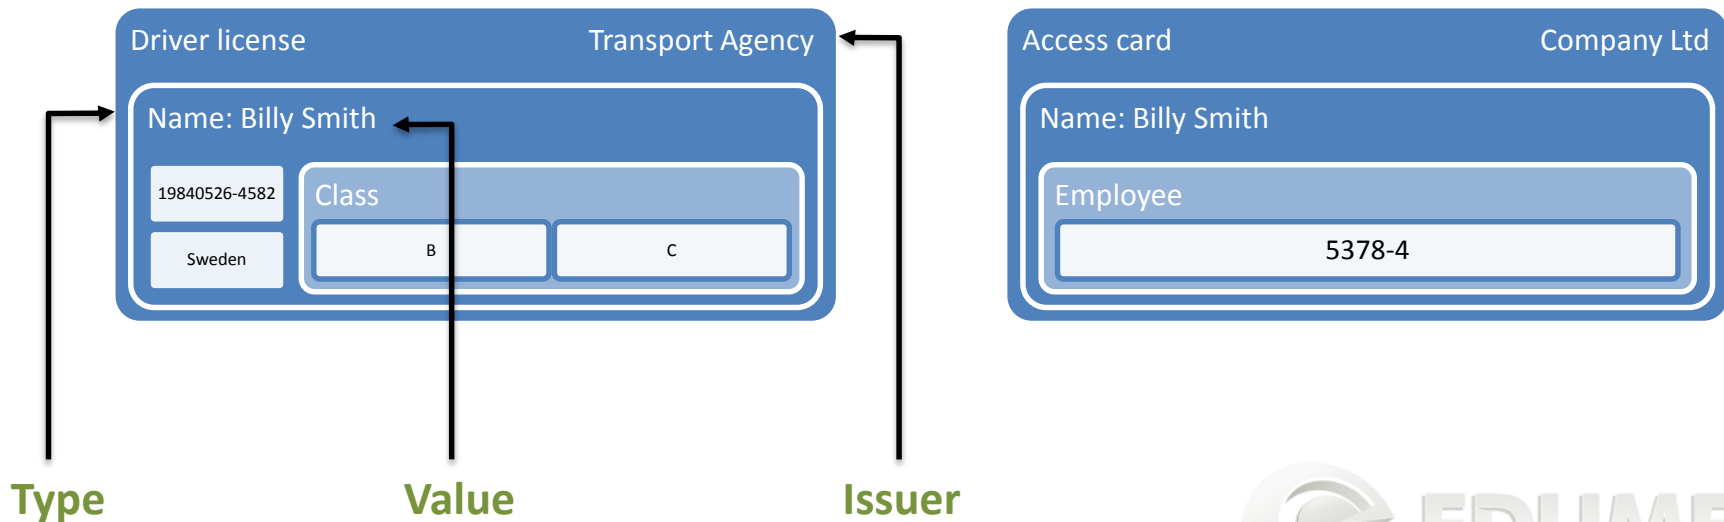 Driver license
Transport Agency
Name: Billy Smith
19840526-4582
Sweden
Class
B
C
Access card
Company Ltd
Name: Billy Smith
Employee
5378-4
Type
Value
Issuer